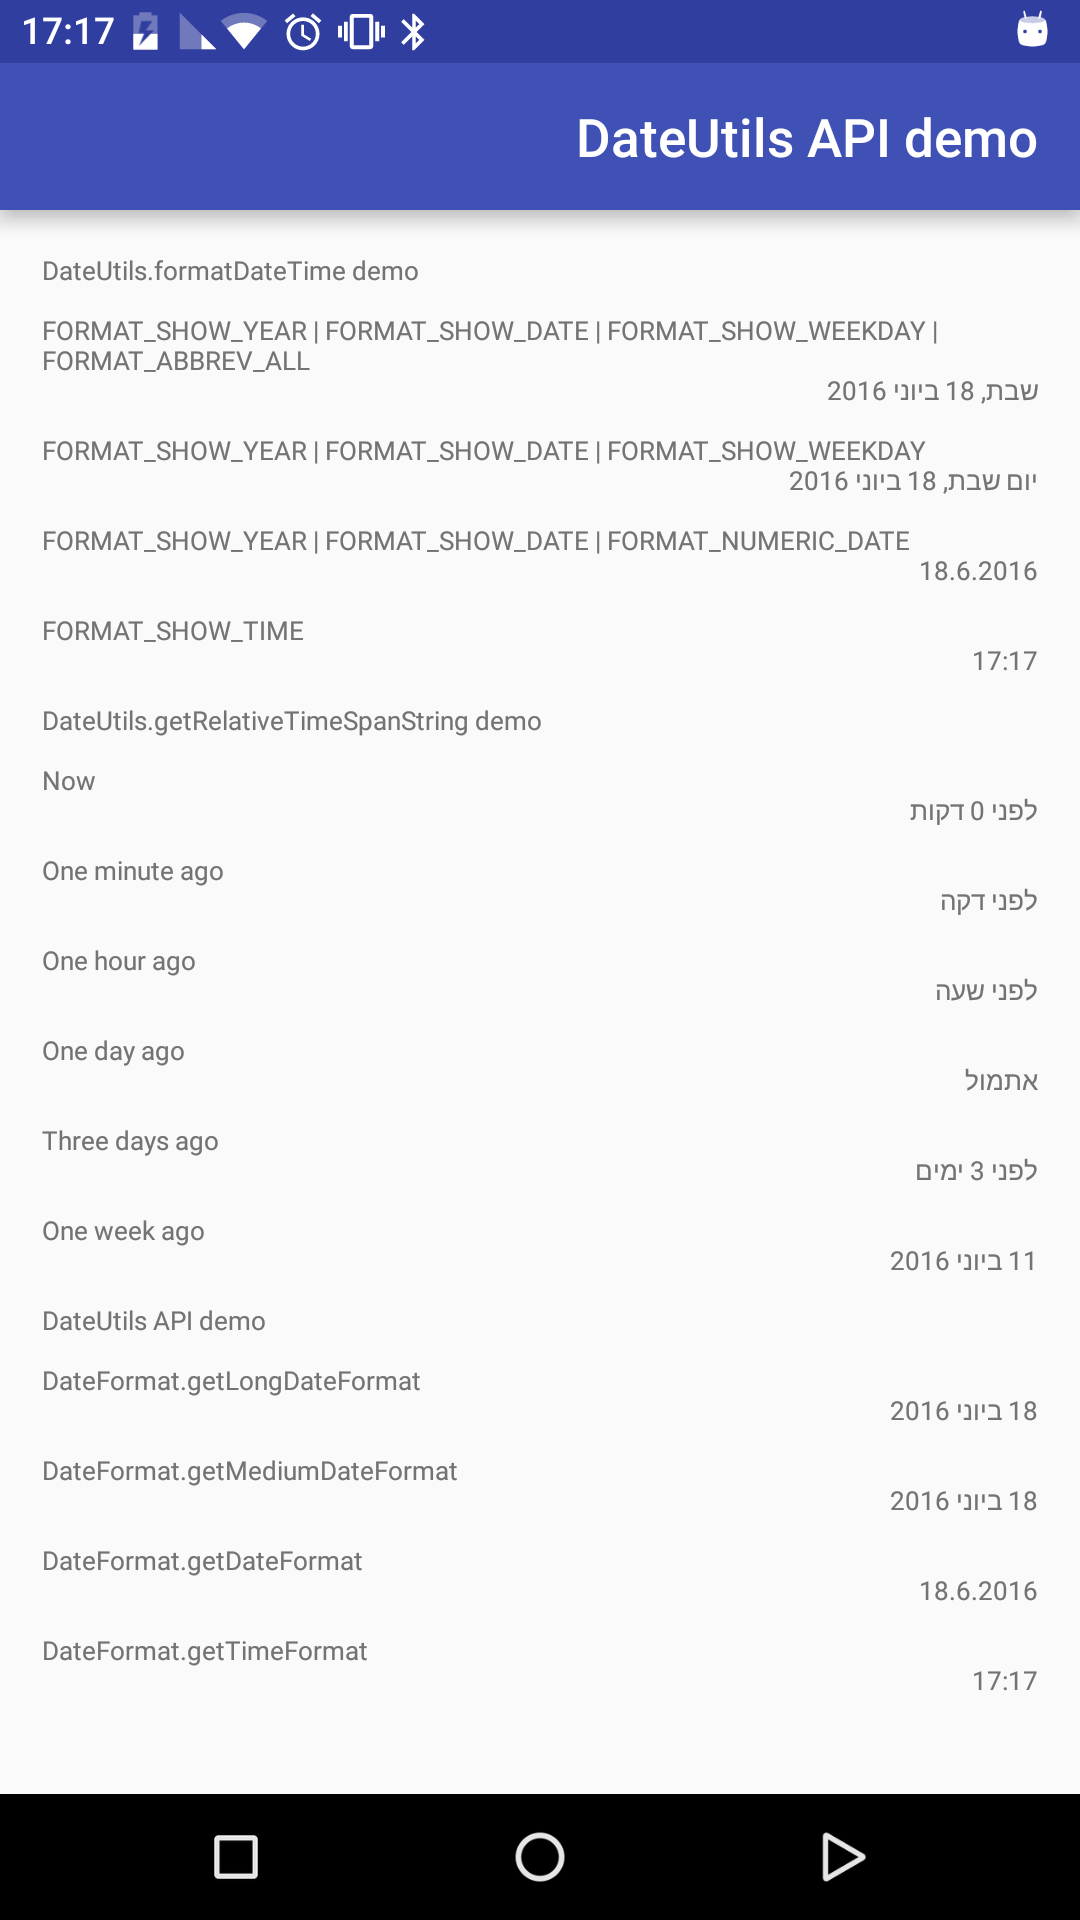 17:17
DateUtils API demo
DateUtils.formatDateTime demo
FORMAT_SHOW_YEAR | FORMAT_SHOW_DATE | FORMAT_SHOW_WEEKDAY |
FORMAT_ABBREV_ALL
שבת, 18 ביוני 2016
FORMAT_SHOW_YEAR | FORMAT_SHOW_DATE | FORMAT_SHOW_WEEKDAY
יום שבת, 18 ביוני 2016
FORMAT_SHOW_YEAR | FORMAT_SHOW_DATE | FORMAT_NUMERIC_DATE
18.6.2016
FORMAT_SHOW_TIME
17:17
DateUtils.getRelativeTimeSpanString demo
Now
לפני 0 דקות
One minute ago
לפני דקה
One hour ago
לפני שעה
One day ago
אתמול
Three days ago
לפני 3 ימים
One week ago
11 ביוני 2016
DateUtils API demo
DateFormat.getLongDateFormat
18 ביוני 2016
DateFormat.getMediumDateFormat
18 ביוני 2016
DateFormat.getDateFormat
18.6.2016
DateFormat.getTimeFormat
17:17